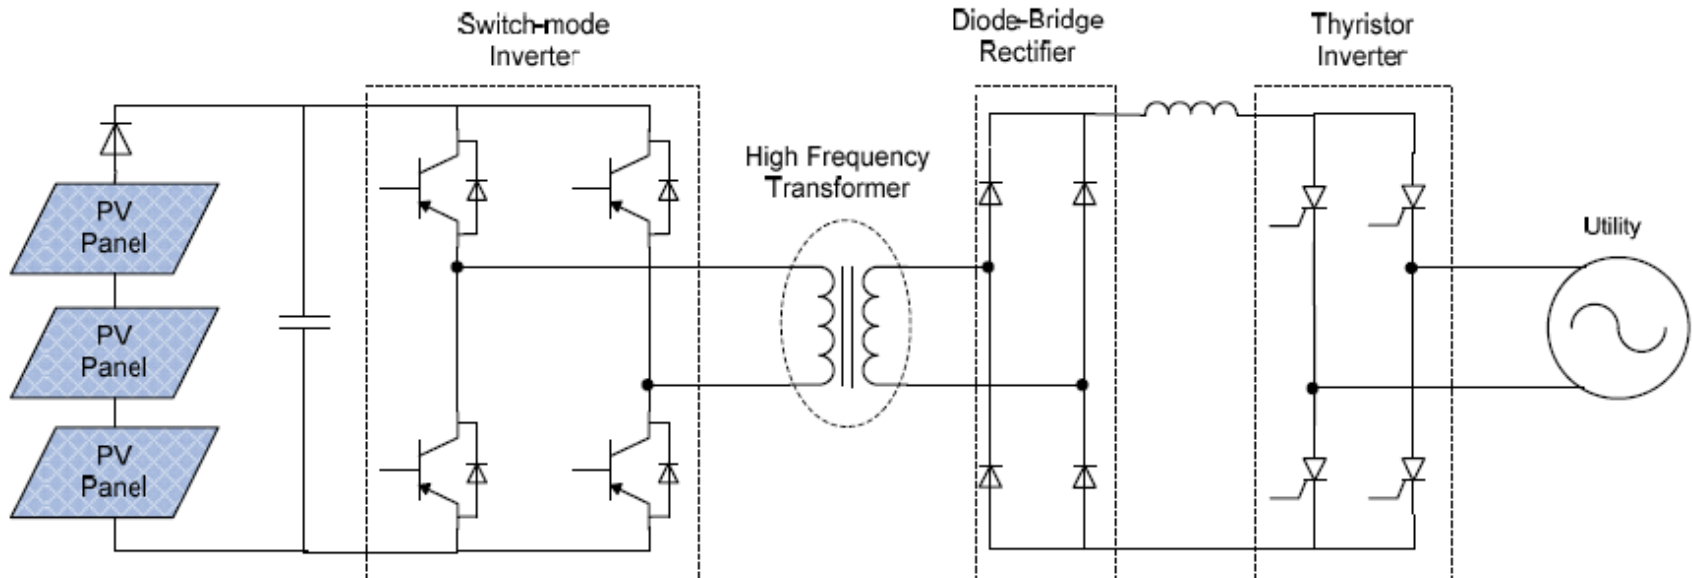 Switch-mode
Inverter
Diode-Bridge
Rectifier
Thyristor
Inverter
High Frequency
Transformer
PV
Panel
Utility
PV
Panel
PV
Panel